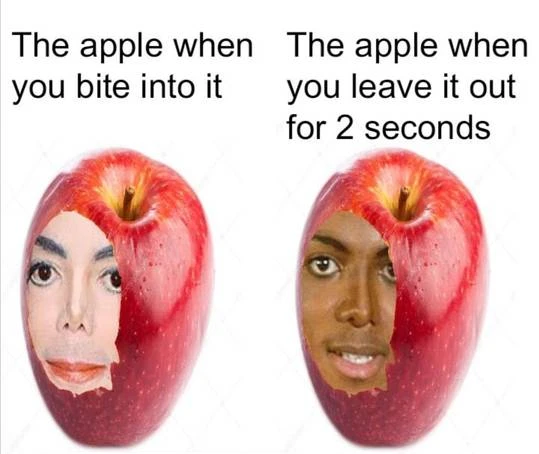 The apple when
you bite into it
The apple when
you leave it out
for 2 seconds